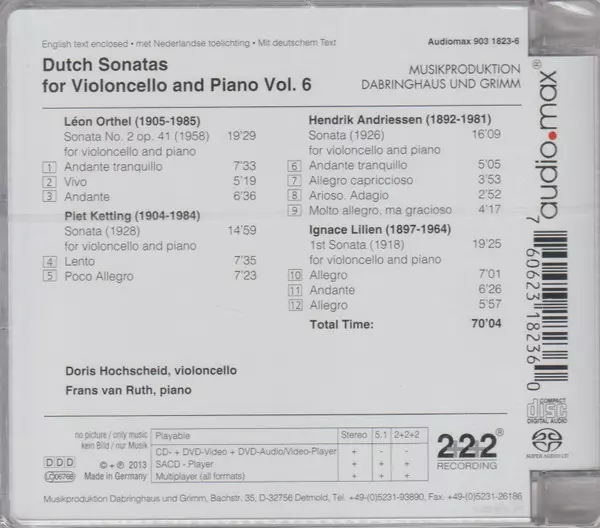 English text enclosed • met Nederlandse toelichting • Mit deutschem Text
Audiomax 903 1823-6
Dutch Sonatas
for Violoncello and Piano Vol. 6
MUSIKPRODUKTION
DABRINGHAUS UND GRIMM
audio.max®
Léon Orthel (1905-1985)
Sonata No. 2 op. 41 (1958) 19'29
for violoncello and piano
1 Andante tranquillo 7'33
2 Vivo 5'19
3 Andante 6'36
Piet Ketting (1904-1984)
Sonata (1928) 14'59
for violoncello and piano
4 Lento 7'35
5 Poco Allegro 7'23
Hendrik Andriessen (1892-1981)
Sonata (1926) 16'09
for violoncello and piano
6 Andante tranquillo 5'05
7 Allegro capriccioso 3'53
8 Arioso. Adagio 2'52
9 Molto allegro, ma gracioso 4'17
Ignace Lilien (1897-1964)
1st Sonata (1918) 19'25
for violoncello and piano
10 Allegro 7'01
11 Andante 6'26
12 Allegro 5'57
Total Time: 70'04
7 60623 18236 0
Doris Hochscheid, violoncello
Frans van Ruth, piano
COMPACT
disc
DIGITAL AUDIO
SACD
SUPER AUDIO CD
no picture / only music
kein Bild / nur Musik
DDD
© + ℗ 2013
LC 06768
Made in Germany
Playable Stereo 5.1 2+2+2
CD- + DVD-Video + DVD-Audio/Video-Player + - -
SACD - Player + + +
Multiplayer (all formats) + + +
222®
RECORDING
Musikproduktion Dabringhaus und Grimm, Bachstr. 35, D-32756 Detmold, Tel. +49-(0)5231-93890, Fax: +49-(0)5231-26186